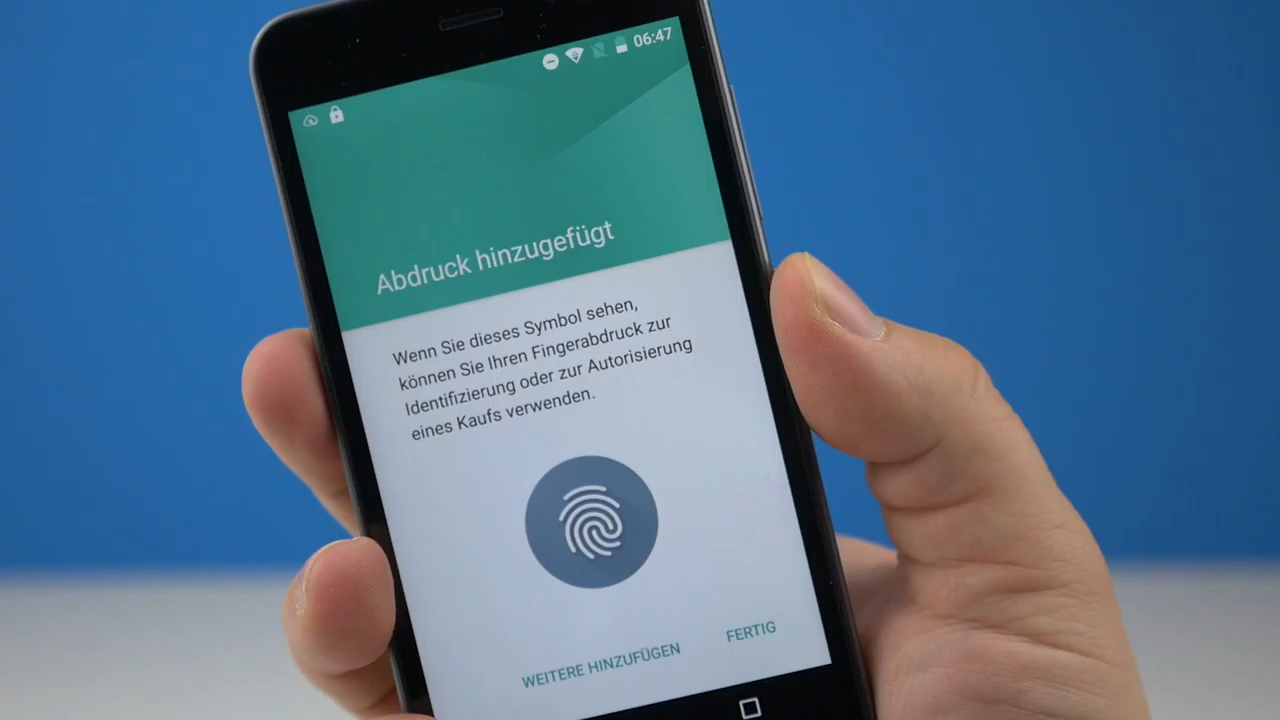 06:47
Abdruck hinzugefügt
Wenn Sie dieses Symbol sehen,
können Sie Ihren Fingerabdruck zur
Identifizierung oder zur Autorisierung
eines Kaufs verwenden.
WEITERE HINZUFÜGEN
FERTIG